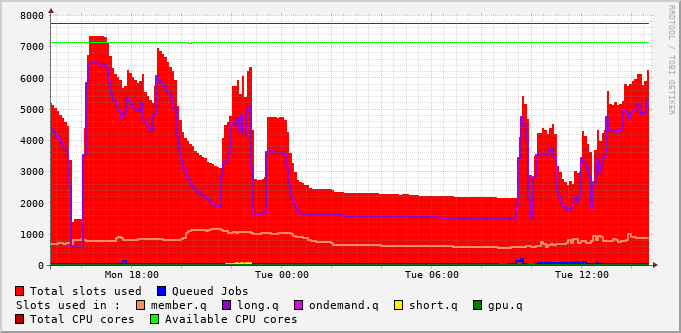 RRDTOOL / TOBI OETIKER
8000
7000
6000
5000
4000
3000
2000
1000
0
Mon 18:00 Tue 00:00 Tue 06:00 Tue 12:00
Total slots used Queued Jobs
Slots used in : member.q long.q ondemand.q short.q gpu.q
Total CPU cores Available CPU cores